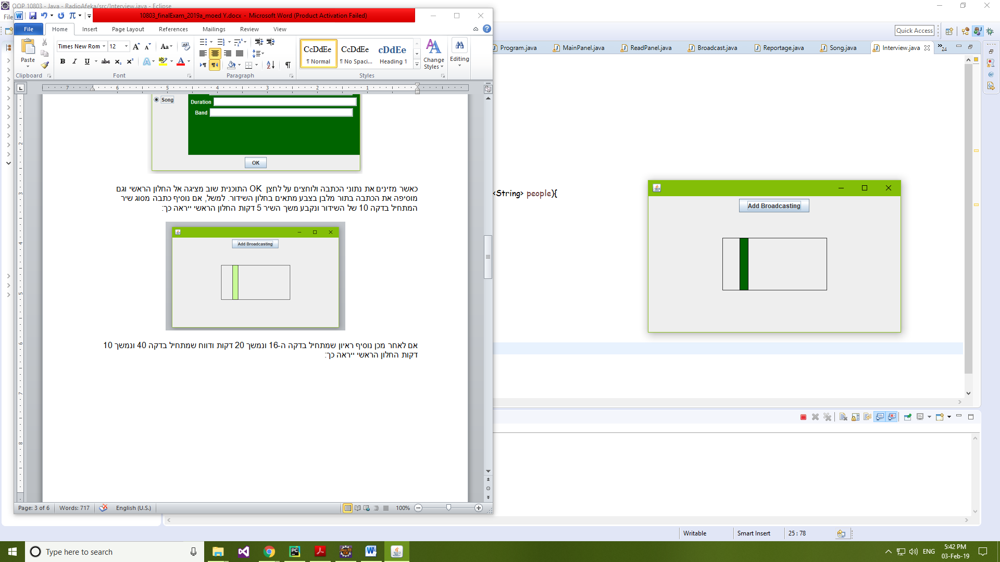 OOP 10803 - Java - RadioAfeka/src/Interview.java - Eclipse
10803_finalExam_2019a_moed Y.docx - Microsoft Word (Product Activation Failed)
File
Home
Insert
Page Layout
References
Mailings
Review
View
Paste
Times New Rom
12
CcDdEe
¶ Normal
CcDdEe
¶ No Spaci...
cDdEe
Heading 1
Change
Styles
Editing
Clipboard
Font
Paragraph
Styles
Song
Duration
Band
OK
כאשר מזינים את נתוני הכתבה ולוחצים על לחצן OK התוכנית שוב מציגה אל החלון הראשי וגם
מוסיפה את הכתבה בתור מלבן בצבע מתאים בחלון השידור. למשל, אם נוסיף כתבה מסוג שיר
המתחיל בדקה 10 של השידור ונקבע משך השיר 5 דקות החלון הראשי ייראה כך:
Add Broadcasting
אם לאחר מכן נוסיף ראיון שמתחיל בדקה ה-16 ונמשך 20 דקות ודווח שמתחיל בדקה 40 ונמשך 10
דקות החלון הראשי ייראה כך:
Page: 3 of 6
Words: 717
English (U.S.)
100%
Quick Access
Program.java
MainPanel.java
ReadPanel.java
Broadcast.java
Reportage.java
Song.java
Interview.java
24
<String> people){
Add Broadcasting
Writable
Smart Insert
25 : 78
Type here to search
ENG
5:42 PM
03-Feb-19